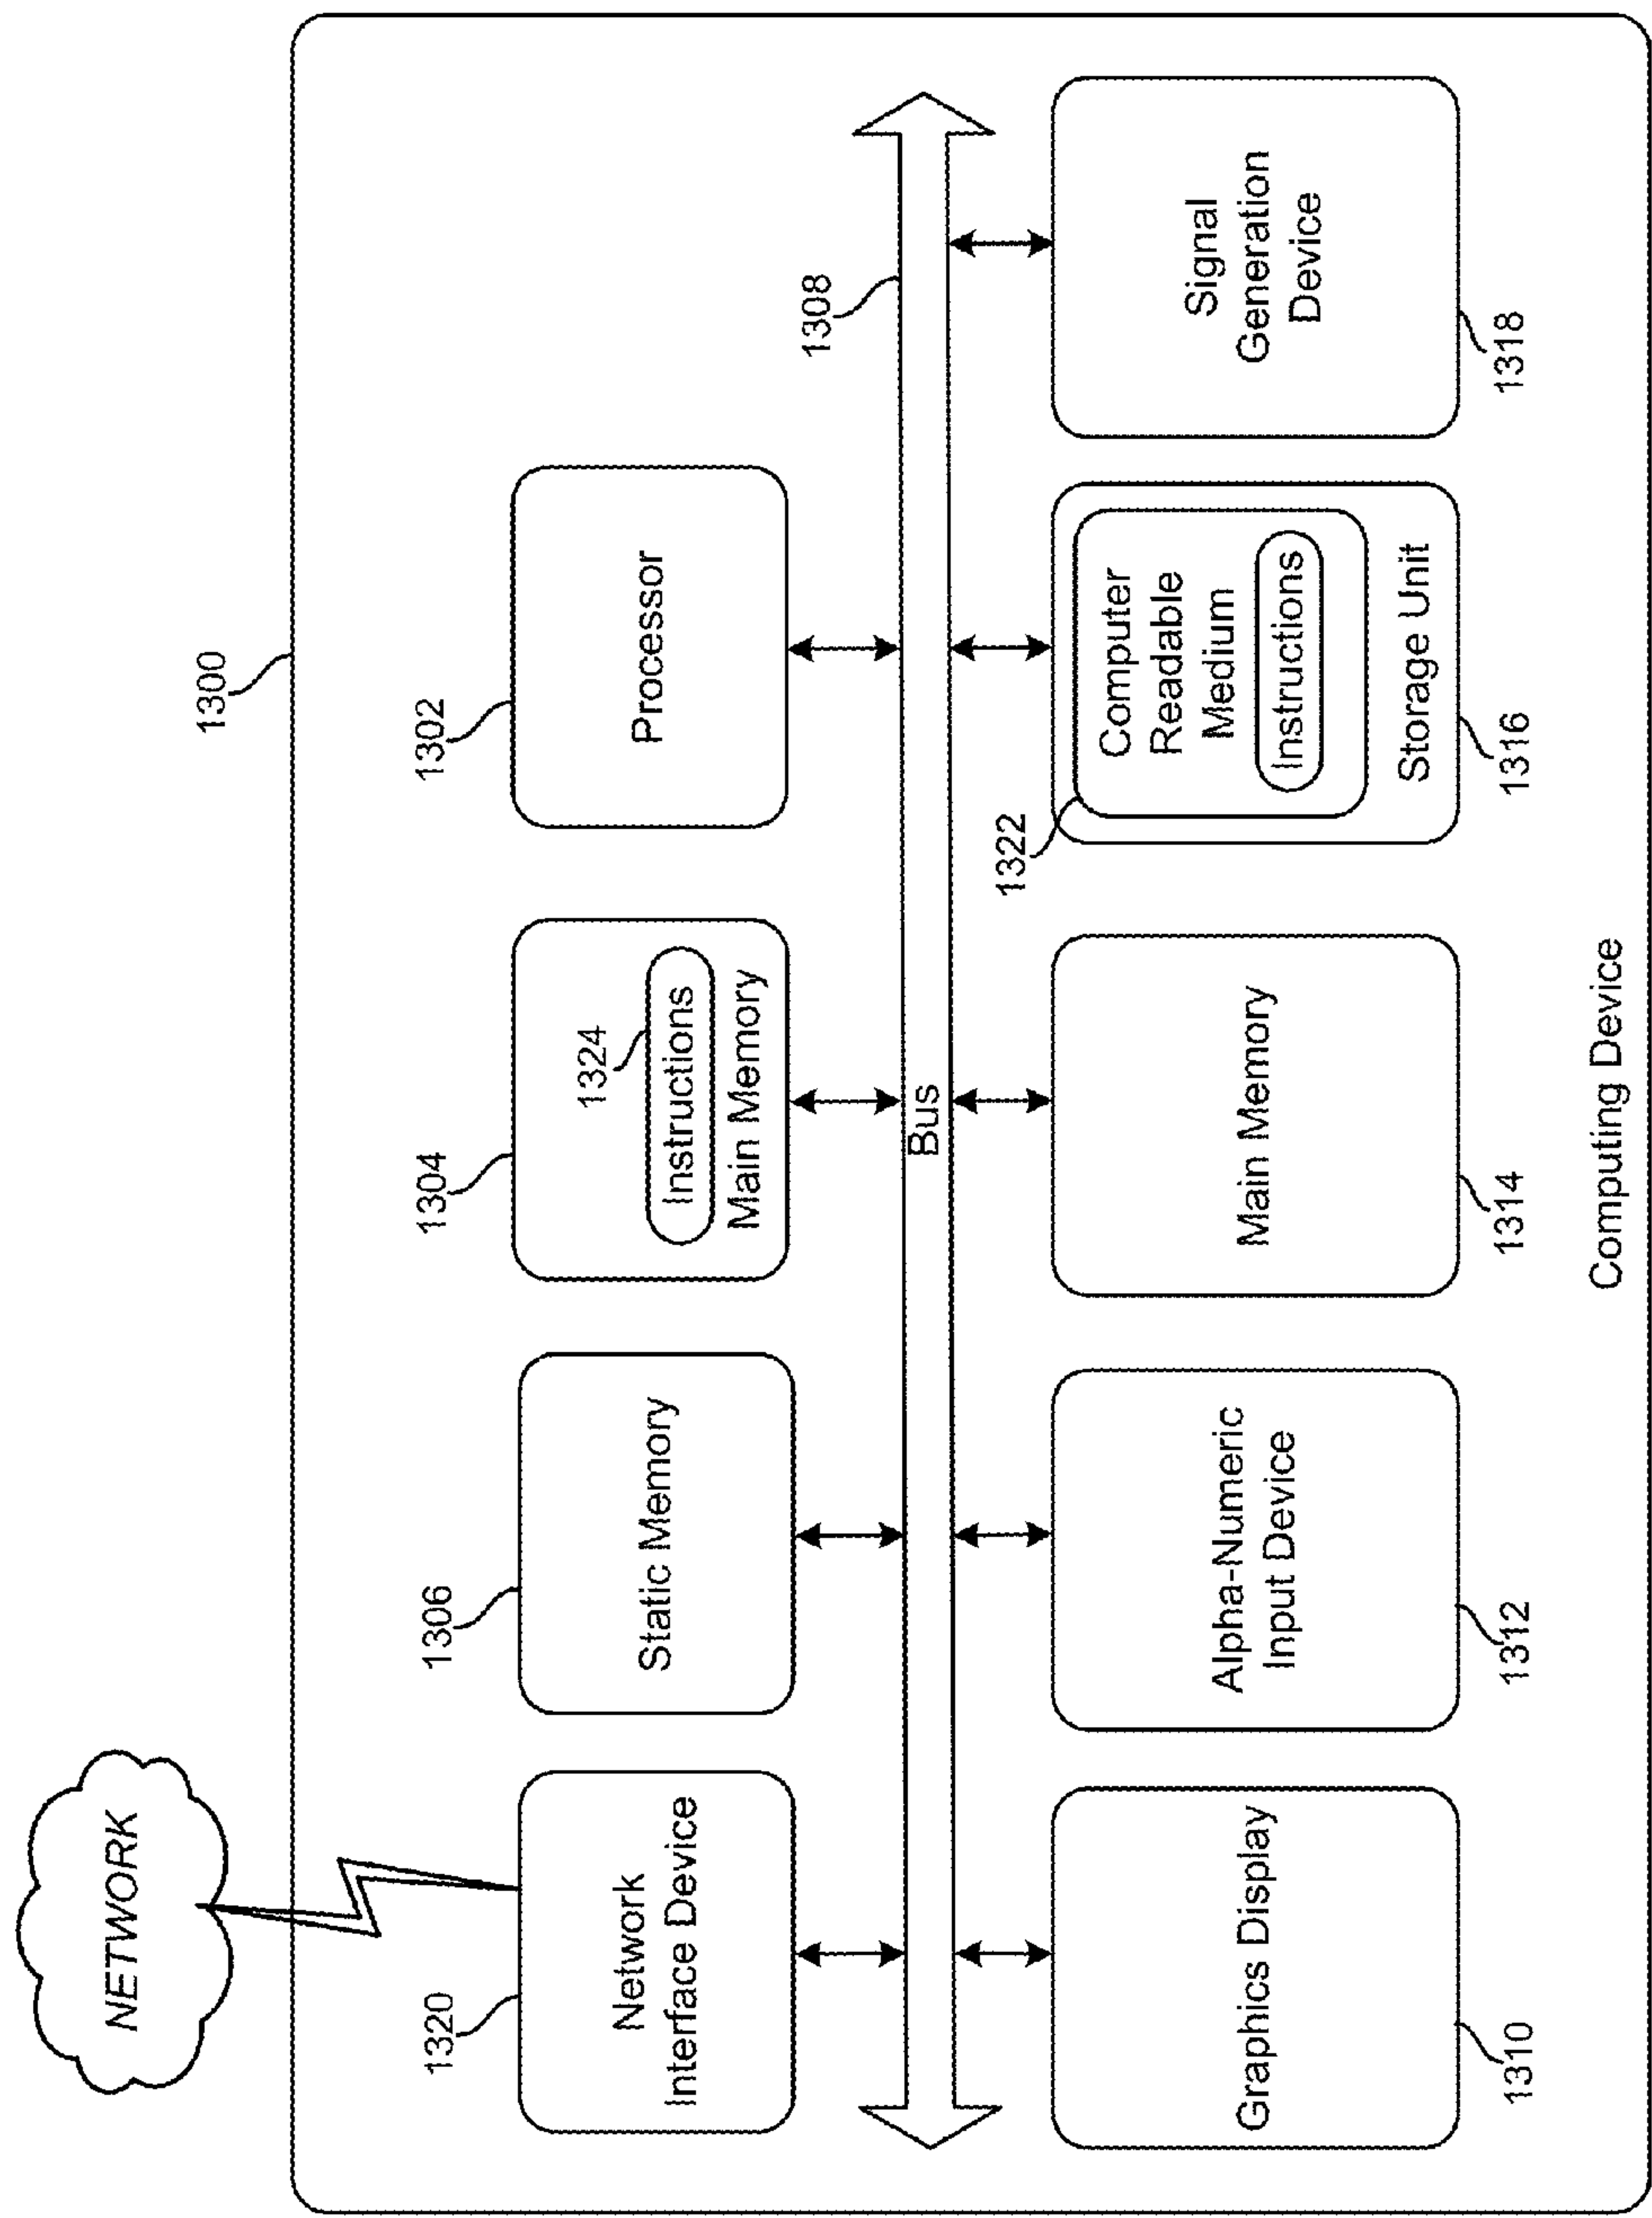 NETWORK
1300
1320
Network
Interface Device
1306
Static Memory
1304
1324
Instructions
Main Memory
1302
Processor
1308
Bus
Graphics Display
1310
Alpha-Numeric
Input Device
1312
Main Memory
1314
1322
Computer
Readable
Medium
Instructions
Storage Unit
1316
Signal
Generation
Device
1318
Computing Device